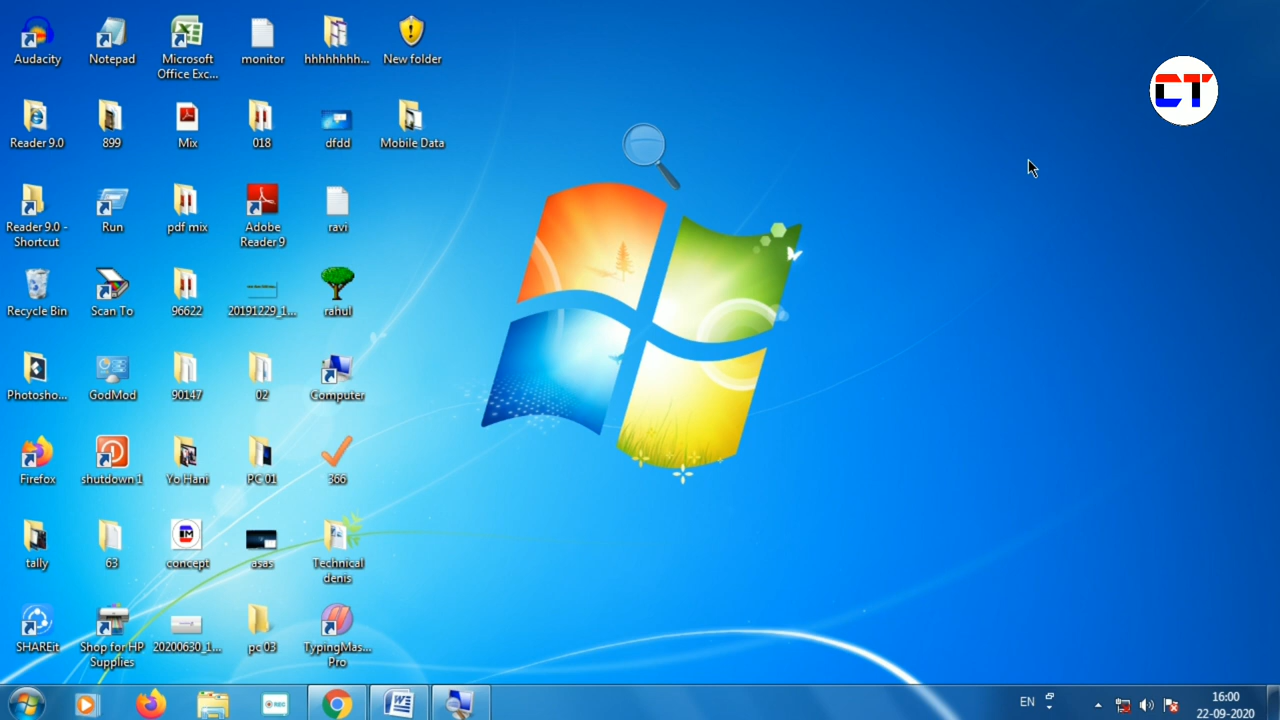 Audacity
Notepad
Microsoft
Office Exc...
monitor
hhhhhhhh...
New folder
CT
Reader 9.0
899
Mix
018
dfdd
Mobile Data
Reader 9.0 -
Shortcut
Run
pdf mix
Adobe
Reader 9
ravi
Recycle Bin
Scan To
96622
20191229_1...
rahul
Photosho...
GodMod
90147
02
Computer
Firefox
shutdown 1
Yo Hani
PC 01
366
tally
63
concept
asas
Technical
denis
SHAREit
Shop for HP
Supplies
20200630_1...
pc 03
TypingMas...
Pro
REC
W
EN
16:00
22-09-2020